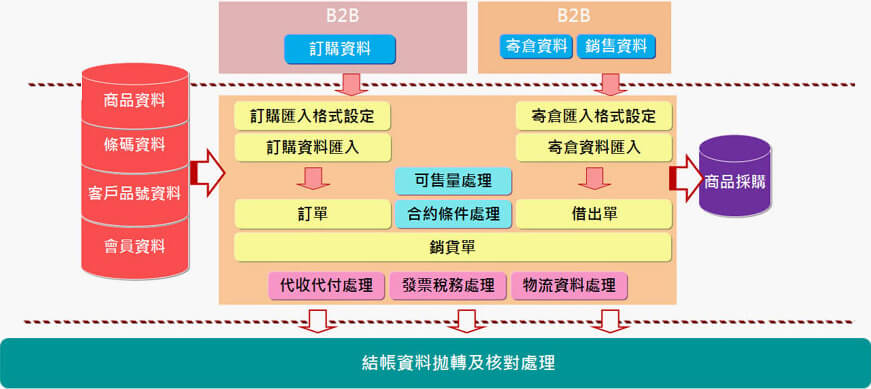 B2B
B2B
訂購資料
寄倉資料
銷售資料
商品資料
條碼資料
客戶品號資料
會員資料
訂購匯入格式設定
寄倉匯入格式設定
訂購資料匯入
寄倉資料匯入
可售量處理
商品採購
訂單
合約條件處理
借出單
銷貨單
代收代付處理
發票稅務處理
物流資料處理
結帳資料拋轉及核對處理